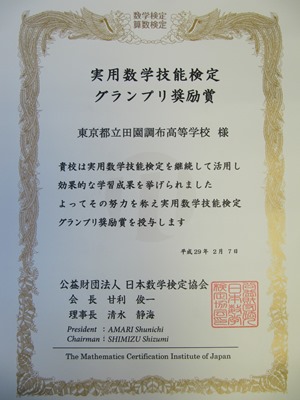 数学検定
算数検定
実用数学技能検定
グランプリ奨励賞
東京都立田園調布高等学校 様
貴校は実用数学技能検定を継続して活用し
効果的な学習成果を挙げられました
よってその努力を称え実用数学技能検定
グランプリ奨励賞を授与します
平成29年 2月 7日
公益財団法人 日本数学検定協会
会 長 甘利 俊一
理事長 清水 静海
President : AMARI Shunichi
Chairman : SHIMIZU Shizumi
The Mathematics Certification Institute of Japan